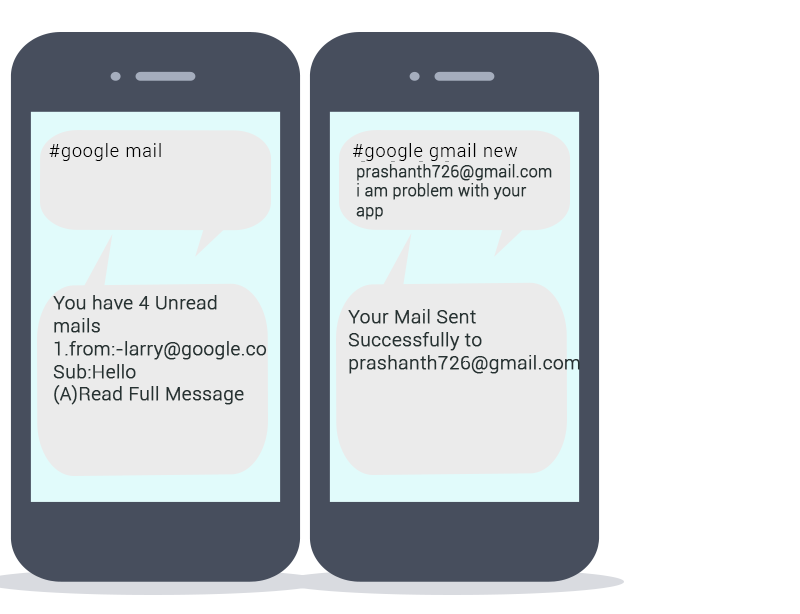 #google mail
You have 4 Unread
mails
1.from:-larry@google.co
Sub:Hello
(A)Read Full Message
#google gmail new
prashanth726@gmail.com
i am problem with your
app
Your Mail Sent
Successfully to
prashanth726@gmail.com